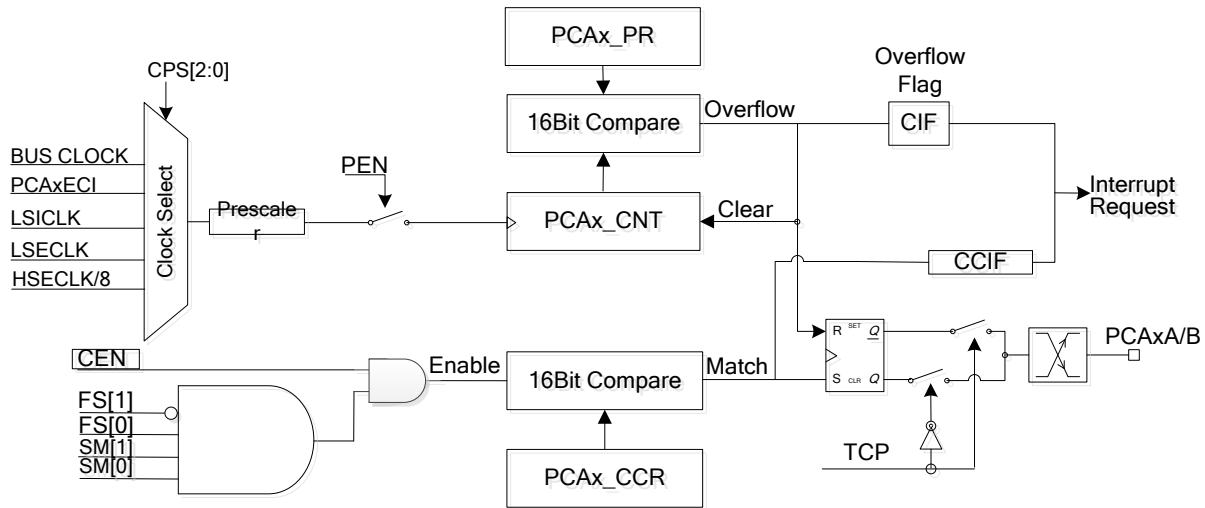 PCAx_PR
CPS[2:0]
Overflow
Flag
16Bit Compare
Overflow
CIF
BUS CLOCK
PCAxECI
LSICLK
LSECLK
HSECLK/8
Clock Select
Prescale
r
PEN
PCAx_CNT
Clear
Interrupt
Request
CCIF
CEN
Enable
16Bit Compare
Match
R SET Q
S CLR Q
PCAxA/B
FS[1]
FS[0]
SM[1]
SM[0]
PCAx_CCR
TCP